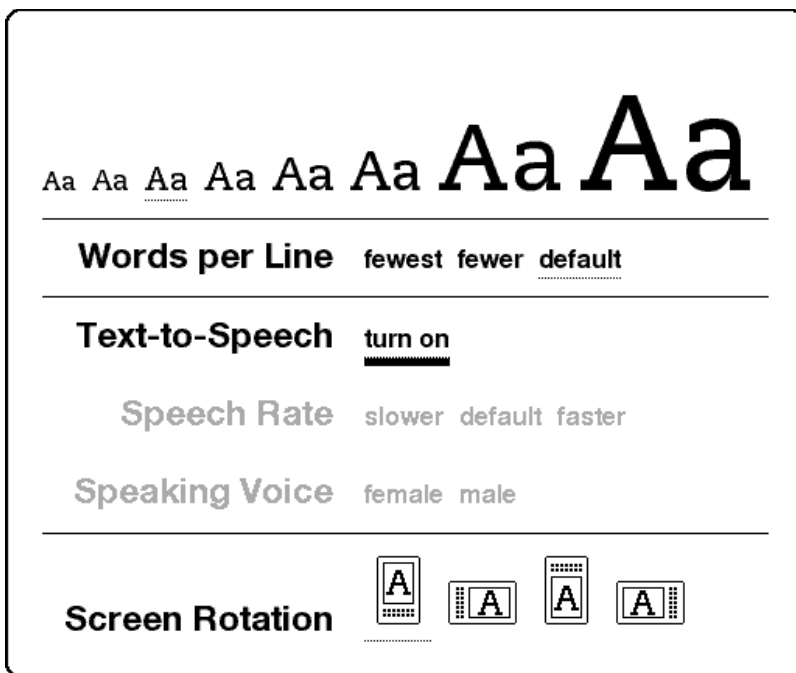 Aa Aa Aa Aa Aa Aa Aa Aa
Words per Line fewest fewer default
Text-to-Speech turn on
Speech Rate slower default faster
Speaking Voice female male
Screen Rotation A A A A